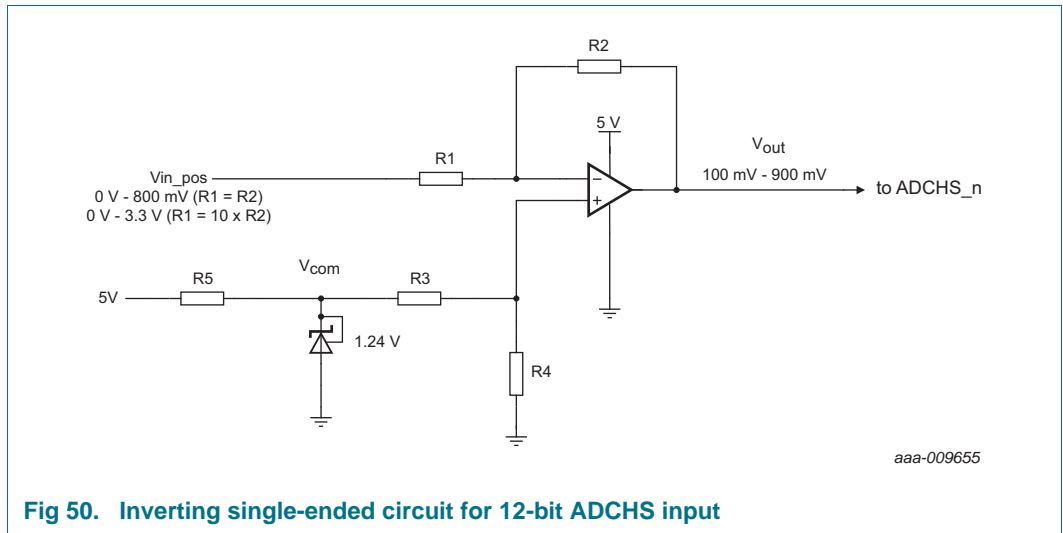 R2
5 V
Vout
R1
Vin_pos
100 mV - 900 mV
to ADCHS_n
0 V - 800 mV (R1 = R2)
0 V - 3.3 V (R1 = 10 x R2)
−
+
Vcom
R5
R3
5V
1.24 V
R4
aaa-009655
Fig 50. Inverting single-ended circuit for 12-bit ADCHS input